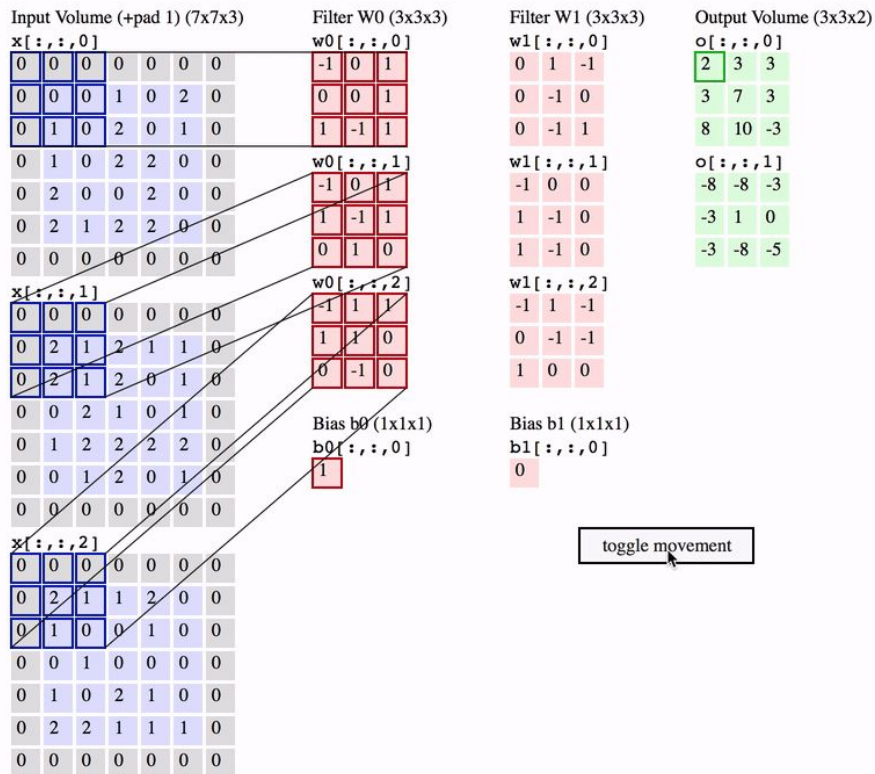 Input Volume (+pad 1) (7x7x3)
x[:,:,0]
0 0 0 0 0 0 0
0 0 0 1 0 2 0
0 1 0 2 0 1 0
0 1 0 2 2 0 0
0 2 0 0 2 0 0
0 2 1 2 2 0 0
0 0 0 0 0 0 0
x[:,:,1]
0 0 0 0 0 0 0
0 2 1 2 1 1 0
0 2 1 2 0 1 0
0 0 2 1 0 1 0
0 1 2 2 2 2 0
0 0 1 2 0 1 0
0 0 0 0 0 0 0
x[:,:,2]
0 0 0 0 0 0 0
0 2 1 1 2 0 0
0 1 0 0 1 0 0
0 0 1 0 0 0 0
0 1 0 2 1 0 0
0 2 2 1 1 1 0
0 0 0 0 0 0 0
Filter W0 (3x3x3)
w0[:,:,0]
-1 0 1
0 0 1
1 -1 1
w0[:,:,1]
-1 0 1
1 -1 1
0 1 0
w0[:,:,2]
-1 1 1
1 1 0
0 -1 0
Bias b0 (1x1x1)
b0[:,:,0]
1
Filter W1 (3x3x3)
w1[:,:,0]
0 1 -1
0 -1 0
0 -1 1
w1[:,:,1]
-1 0 0
1 -1 0
1 -1 0
w1[:,:,2]
-1 1 -1
0 -1 -1
1 0 0
Bias b1 (1x1x1)
b1[:,:,0]
0
Output Volume (3x3x2)
o[:,:,0]
2 3 3
3 7 3
8 10 -3
o[:,:,1]
-8 -8 -3
-3 1 0
-3 -8 -5
toggle movement